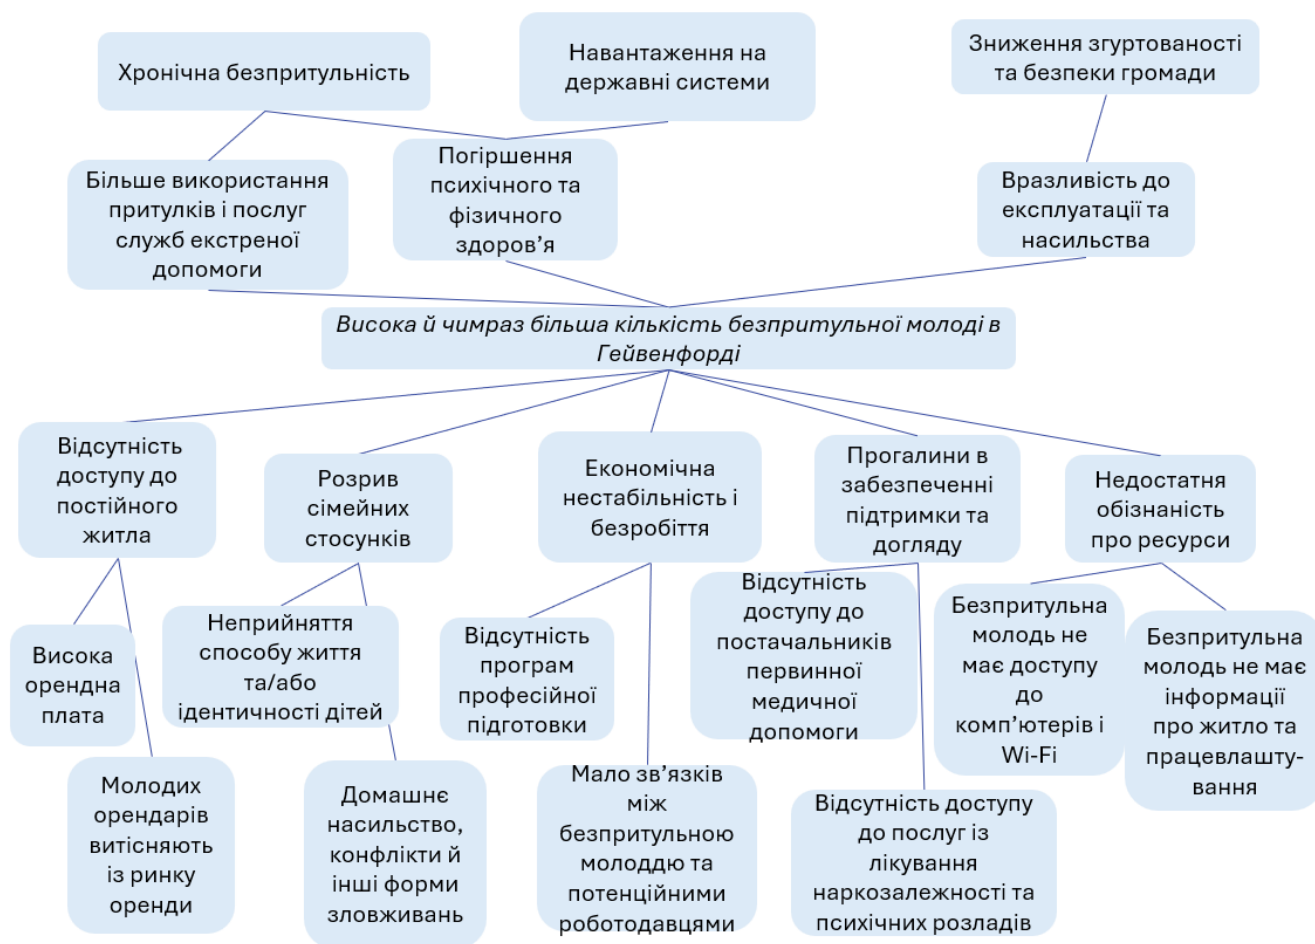 Хронічна безпритульність
Навантаження на
державні системи
Зниження згуртованості
та безпеки громади
Більше використання
притулків і послуг
служб екстреної
допомоги
Погіршення
психічного та
фізичного
здоров’я
Вразливість до
експлуатації та
насильства
Висока й чимраз більша кількість безпритульної молоді в
Гейвенфорді
Відсутність
доступу до
постійного
житла
Розрив
сімейних
стосунків
Економічна
нестабільність і
безробіття
Прогалини в
забезпеченні
підтримки та
догляду
Недостатня
обізнаність
про ресурси
Висока
орендна
плата
Молодих
орендарів
витісняють
із ринку
оренди
Неприйняття
способу життя
та/або
ідентичності дітей
Домашнє
насильство,
конфлікти й
інші форми
зловживань
Відсутність
програм
професійної
підготовки
Мало зв’язків
між
безпритульною
молоддю та
потенційними
роботодавцями
Відсутність
доступу до
постачальників
первинної
медичної
допомоги
Відсутність доступу
до послуг із
лікування
наркозалежності та
психічних розладів
Безпритульна
молодь не
має доступу
до
комп’ютерів і
Wi-Fi
Безпритульна
молодь не має
інформації
про житло та
працевлашту-
вання